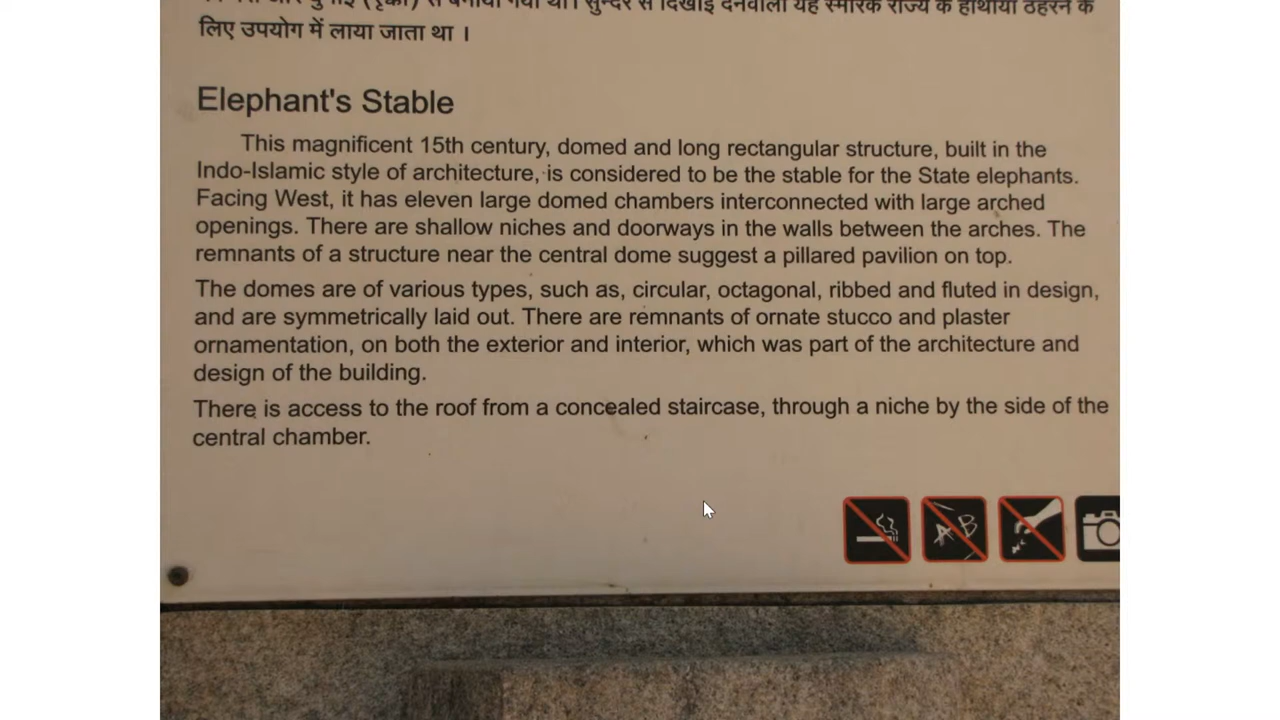 से दिखाई देनेवाला यह स्मारक राज्य के हाथीयों ठहरने के
लिए उपयोग में लाया जाता था ।
Elephant's Stable
This magnificent 15th century, domed and long rectangular structure, built in the
Indo-Islamic style of architecture, is considered to be the stable for the State elephants.
Facing West, it has eleven large domed chambers interconnected with large arched
openings. There are shallow niches and doorways in the walls between the arches. The
remnants of a structure near the central dome suggest a pillared pavilion on top.
The domes are of various types, such as, circular, octagonal, ribbed and fluted in design,
and are symmetrically laid out. There are remnants of ornate stucco and plaster
ornamentation, on both the exterior and interior, which was part of the architecture and
design of the building.
There is access to the roof from a concealed staircase, through a niche by the side of the
central chamber.
A B